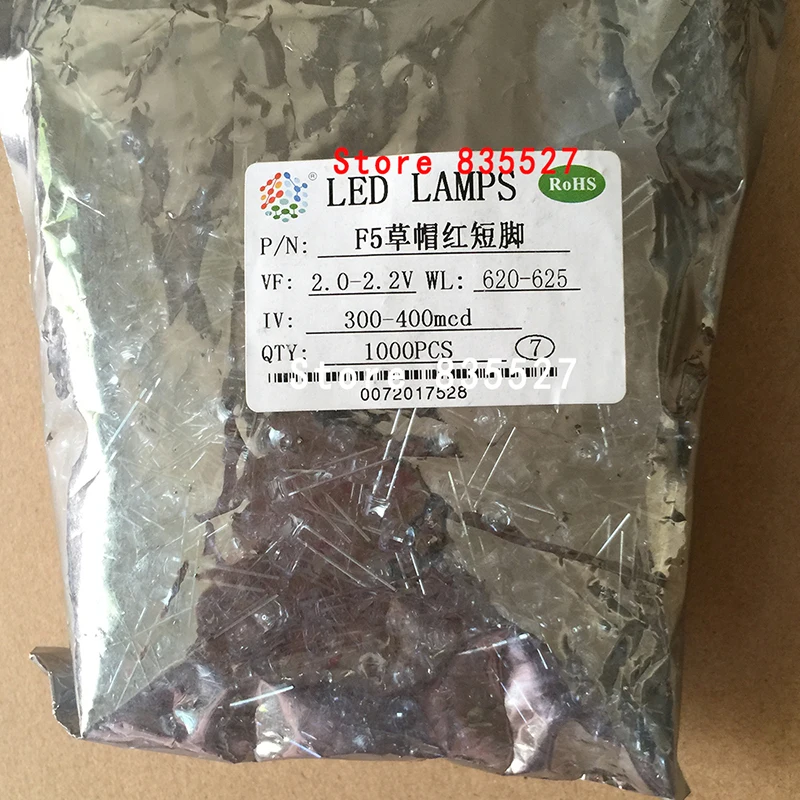 Store 835527
LED LAMPS RoHS
®
P/N: F5草帽红短脚
VF: 2.0-2.2V WL: 620-625
IV: 300-400mcd
QTY: 1000PCS 7
Store 835527
0072017528